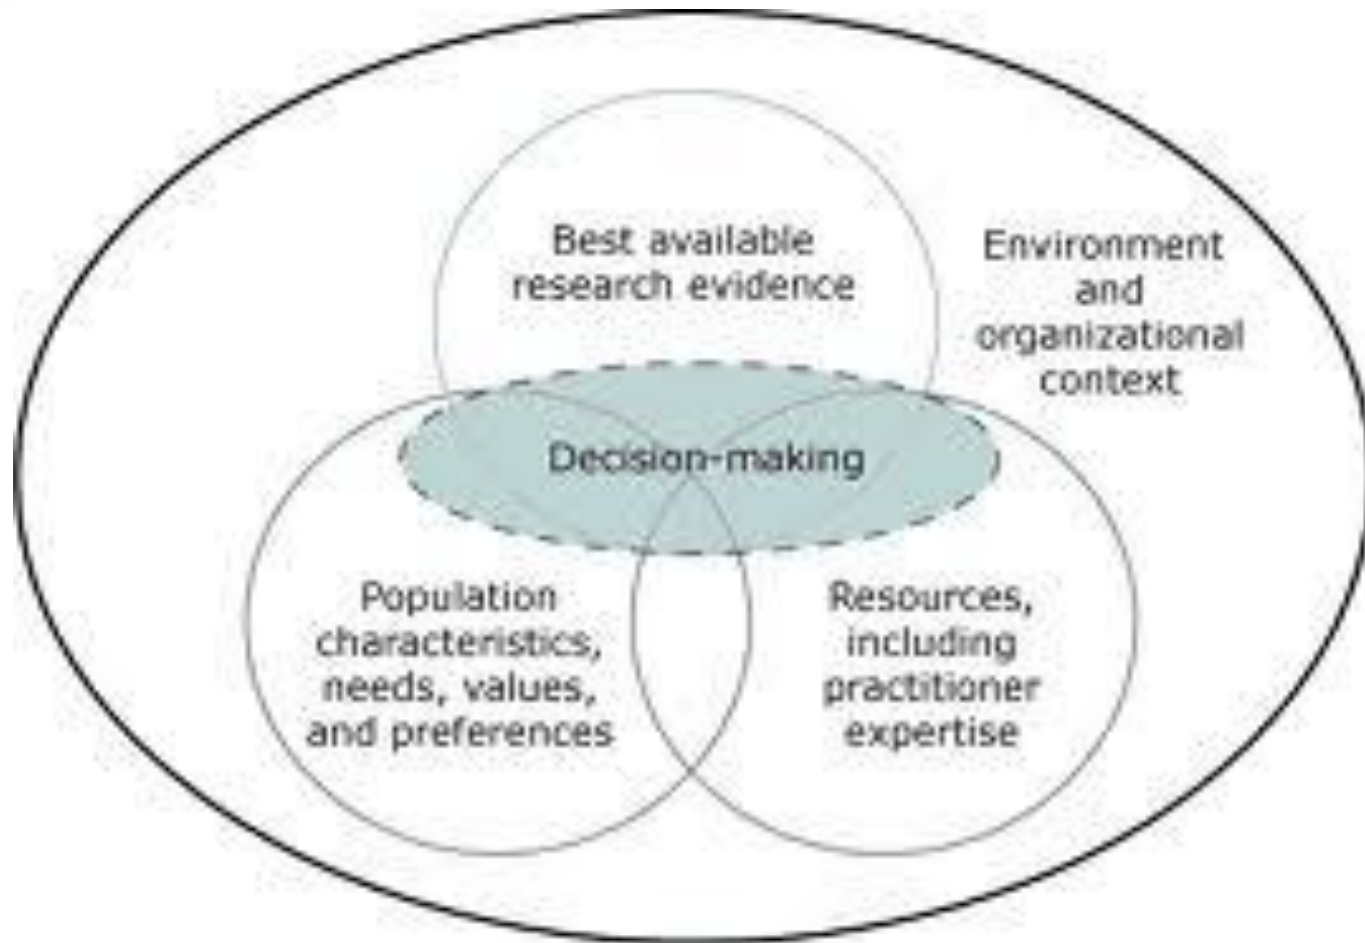 Best available
research evidence
Environment
and
organizational
context
Decision-making
Population
characteristics,
needs, values,
and preferences
Resources,
including
practitioner
expertise